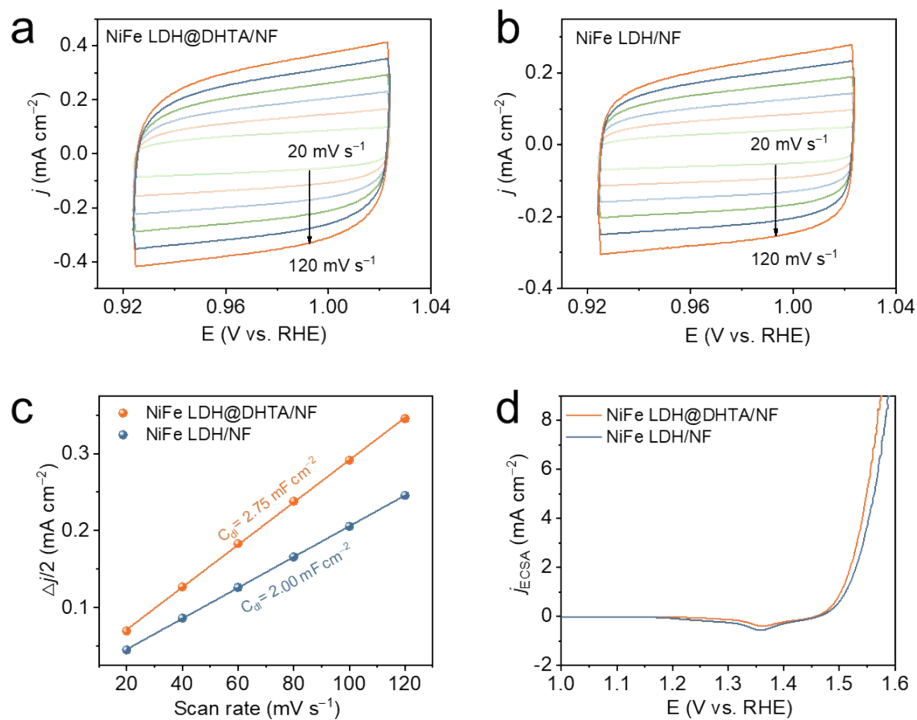 a
NiFe LDH@DHTA/NF
0.4
0.2
0.0
-0.2
-0.4
j (mA cm⁻²)
20 mV s⁻¹
120 mV s⁻¹
0.92 0.96 1.00 1.04
E (V vs. RHE)
b
NiFe LDH/NF
0.2
0.0
-0.2
-0.4
j (mA cm⁻²)
20 mV s⁻¹
120 mV s⁻¹
0.92 0.96 1.00 1.04
E (V vs. RHE)
c
NiFe LDH@DHTA/NF
NiFe LDH/NF
0.3
0.2
0.1
△j/2 (mA cm⁻²)
C_dl= 2.75 mF cm⁻²
C_dl= 2.00 mF cm⁻²
20 40 60 80 100 120
Scan rate (mV s⁻¹)
d
NiFe LDH@DHTA/NF
NiFe LDH/NF
8
6
4
2
0
-2
j_ECSA (mA cm⁻²)
1.0 1.1 1.2 1.3 1.4 1.5 1.6
E (V vs. RHE)